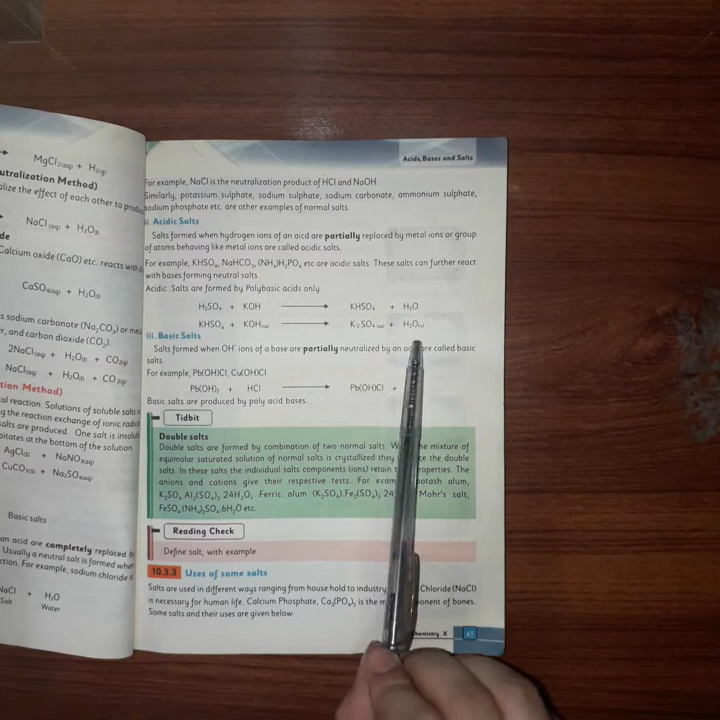 MgCl₂(aq) + H₂(g)
utralization Method)
alize the effect of each other to produ
NaCl(aq) + H₂O(l)
de
Calcium oxide (CaO) etc. reacts with
CaSO₄(aq) + H₂O(l)
s sodium carbonate (Na₂CO₃) or met
r, and carbon dioxide (CO₂).
2NaCl(aq) + H₂O(l) + CO₂(g)
NaCl(aq) + H₂O(l) + CO₂(g)
tion Method)
al reaction. Solutions of soluble salts
g the reaction exchange of ionic radic
salts are produced. One salt is insolu
pitates at the bottom of the solution.
AgCl(s) + NaNO₃(aq)
CuCO₃(s) + Na₂SO₄(aq)
Basic salts
an acid are completely replaced b
Usually a neutral salt is formed whe
ction. For example, sodium chloride
NaCl + H₂O
Salt Water
Acids, Bases and Salts
For example, NaCl is the neutralization product of HCl and NaOH.
Similarly, potassium sulphate, sodium sulphate, sodium carbonate, ammonium sulphate,
sodium phosphate etc. are other examples of normal salts.
ii. Acidic Salts
Salts formed when hydrogen ions of an acid are partially replaced by metal ions or group
of atoms behaving like metal ions are called acidic salts.
For example, KHSO₄, NaHCO₃, (NH₄)H₂PO₄ etc are acidic salts. These salts can further react
with bases forming neutral salts.
Acidic Salts are formed by Polybasic acids only.
H₂SO₄ + KOH ⟶ KHSO₄ + H₂O
KHSO₄ + KOH(aq) ⟶ K₂SO₄(aq) + H₂O(l)
iii. Basic Salts
Salts formed when OH⁻ ions of a base are partially neutralized by an are called basic
salts.
For example, Pb(OH)Cl, Cu(OH)Cl
Pb(OH)₂ + HCl ⟶ Pb(OH)Cl +
Basic salts are produced by poly acid bases.
Tidbit
Double salts
Double salts are formed by combination of two normal salts. W he mixture of
equimolar saturated solution of normal salts is crystallized they ce the double
salts. In these salts the individual salts components (ions) retain t roperties. The
anions and cations give their respective tests. For exam potash alum,
K₂SO₄ Al₂(SO₄)₃.24H₂O, Ferric alum (K₂SO₄).Fe₂(SO₄)₃ 24 Mohr's salt,
FeSO₄.(NH₄)₂SO₄.6H₂O etc.
Reading Check
Define salt, with example.
10.3.3 Uses of some salts
Salts are used in different ways ranging from house hold to industry Chloride (NaCl)
is necessary for human life. Calcium Phosphate, Ca₃(PO₄)₂ is the m onent of bones.
Some salts and their uses are given below:
hemistry X 43